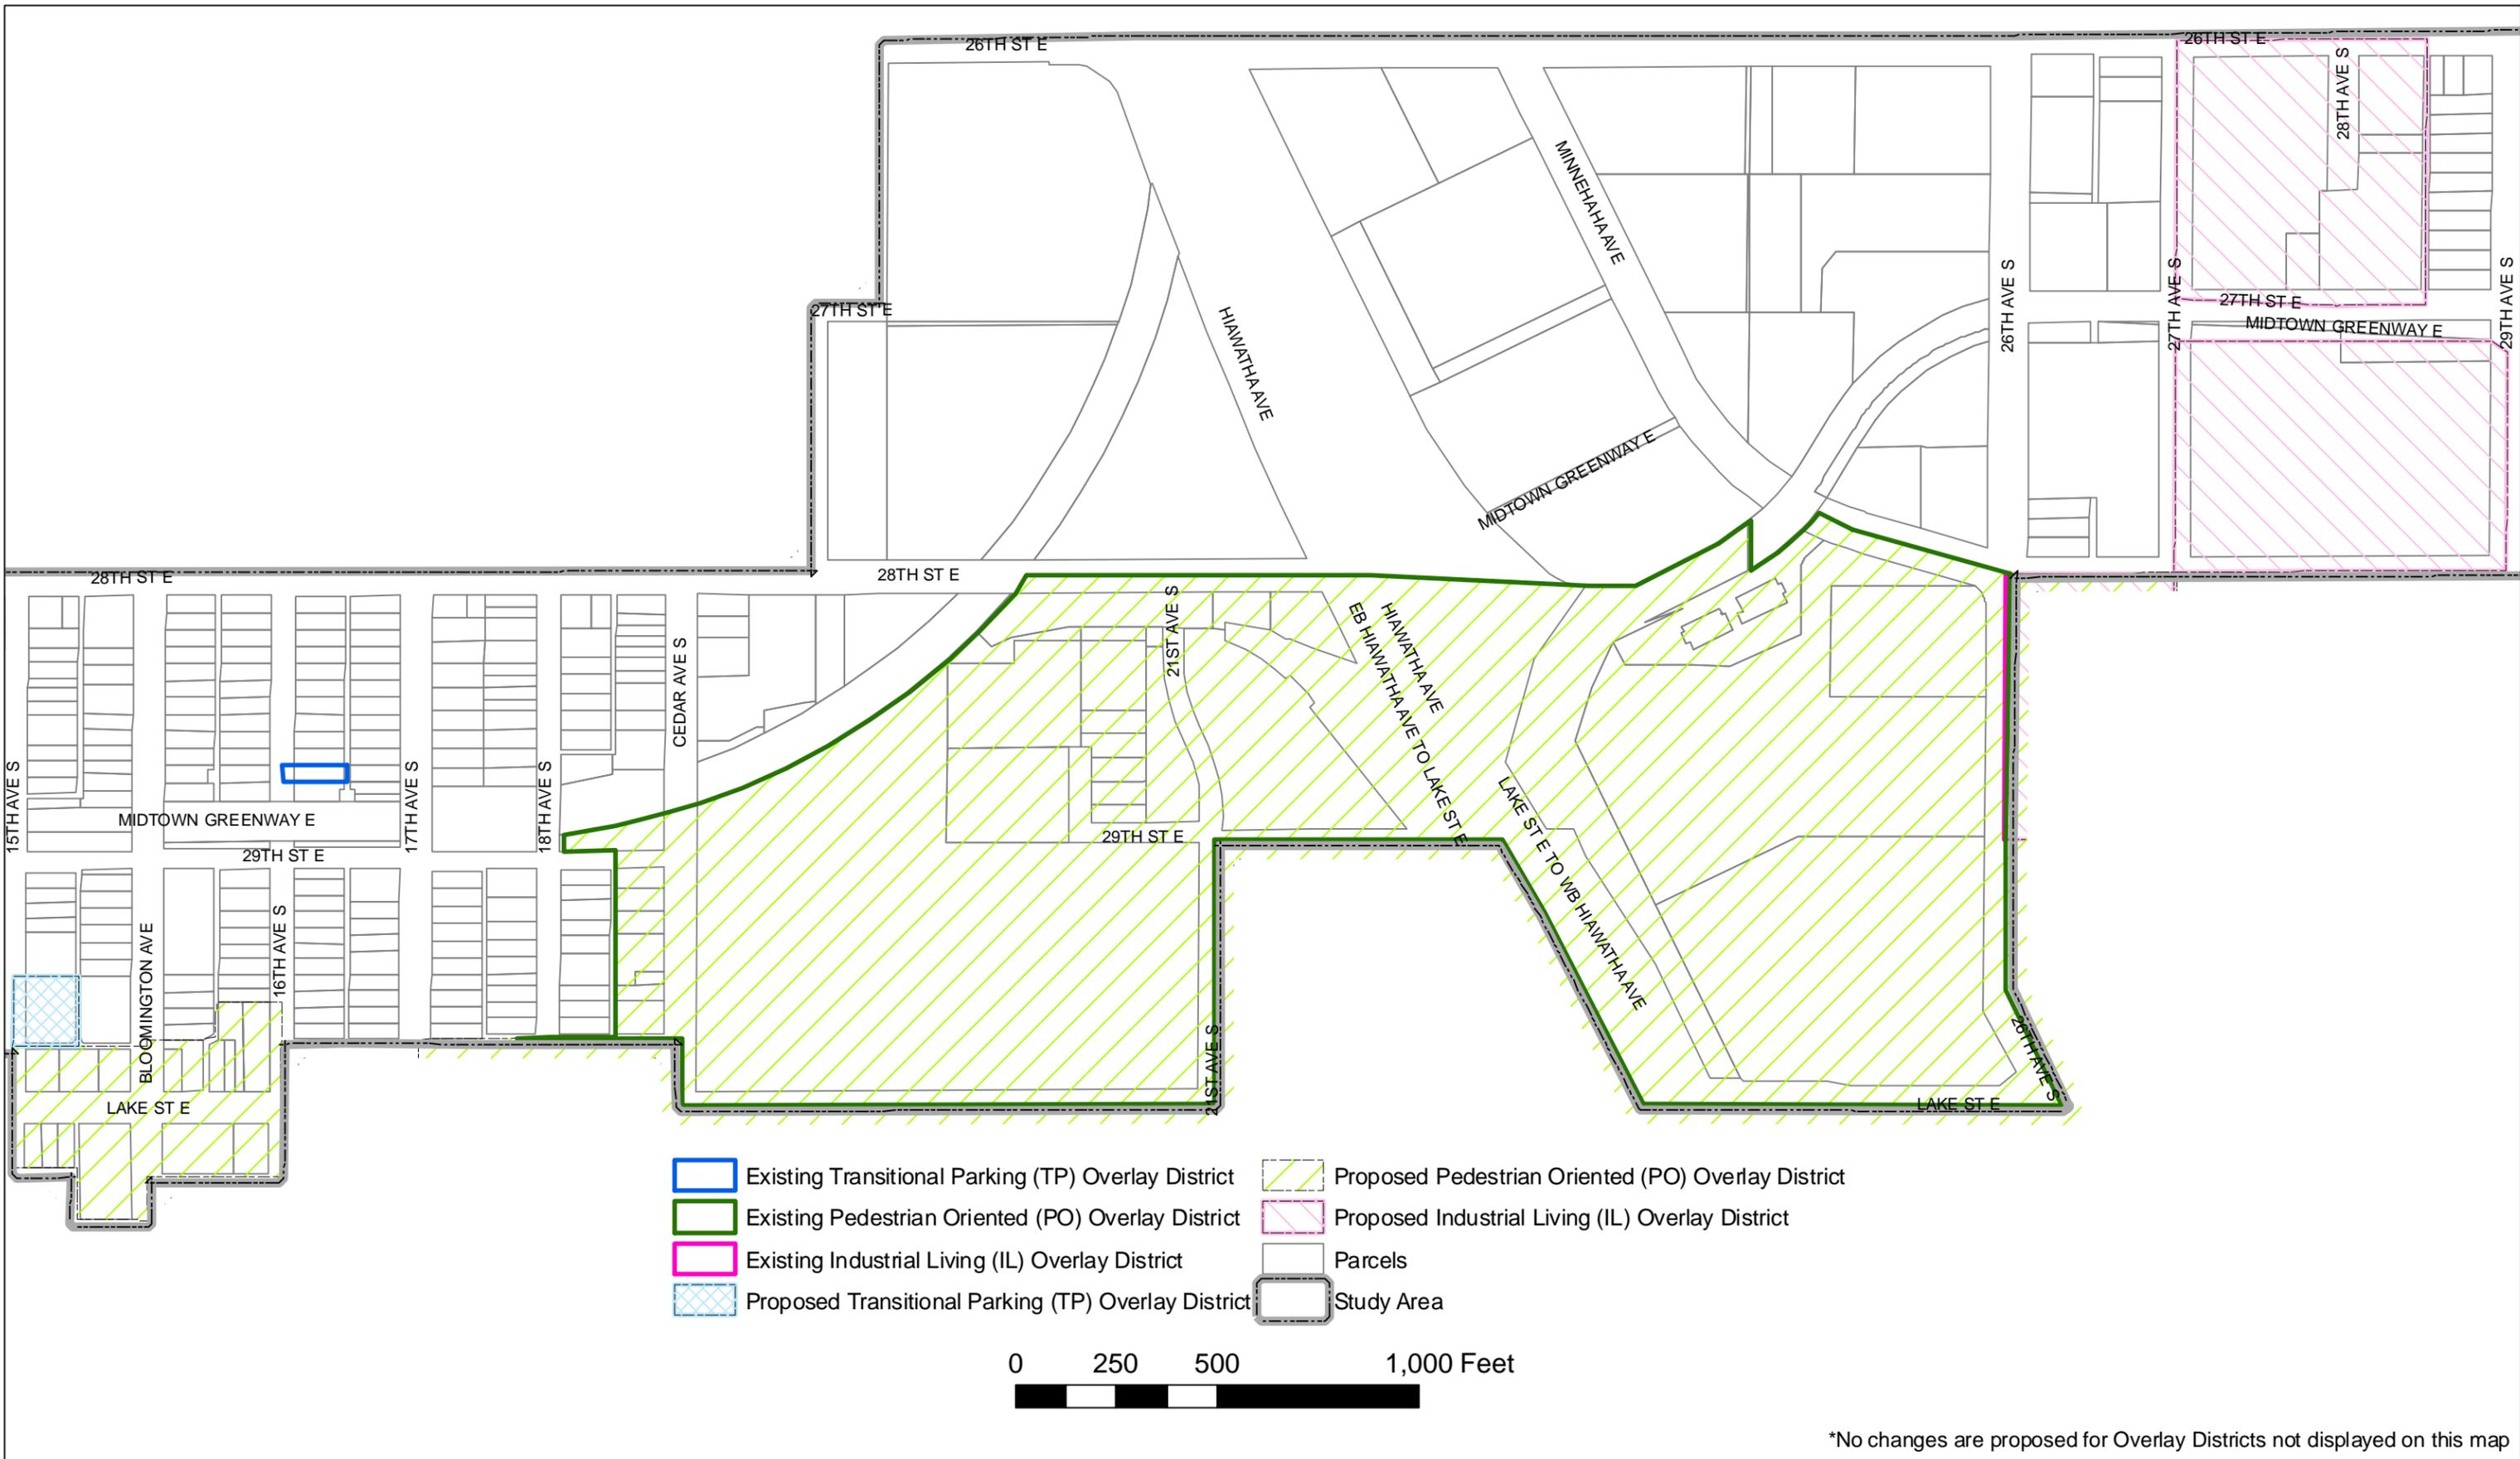 26TH ST E
26TH ST E
28TH AVE S
MINNEHAHA AVE
27TH ST E
HIAWATHA AVE
26TH AVE S
27TH AVE S
27TH ST E
MIDTOWN GREENWAY E
29TH AVE S
MIDTOWN GREENWAY E
28TH ST E
28TH ST E
21ST AVE S
HIAWATHA AVE
EB HIAWATHA AVE TO LAKE ST E
CEDAR AVE S
15TH AVE S
MIDTOWN GREENWAY E
17TH AVE S
18TH AVE S
29TH ST E
29TH ST E
LAKE ST E TO WB HIAWATHA AVE
BLOOMINGTON AVE
16TH AVE S
21ST AVE S
26TH AVE S
LAKE ST E
LAKE ST E
Existing Transitional Parking (TP) Overlay District
Existing Pedestrian Oriented (PO) Overlay District
Existing Industrial Living (IL) Overlay District
Proposed Transitional Parking (TP) Overlay District
Proposed Pedestrian Oriented (PO) Overlay District
Proposed Industrial Living (IL) Overlay District
Parcels
Study Area
0 250 500 1,000 Feet
*No changes are proposed for Overlay Districts not displayed on this map